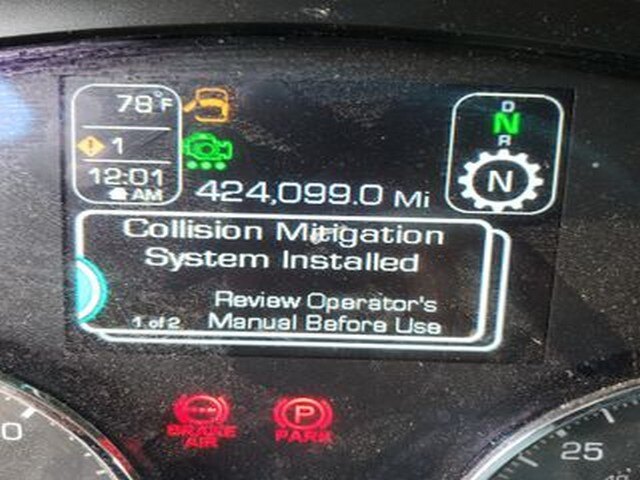 78°F
1
12:01
AM
424,099.0 Mi
D
N
R
N
Collision Mitigation
System Installed
Review Operator's
1 of 2 Manual Before Use
BRAKE
AIR
P
PARK
0
25